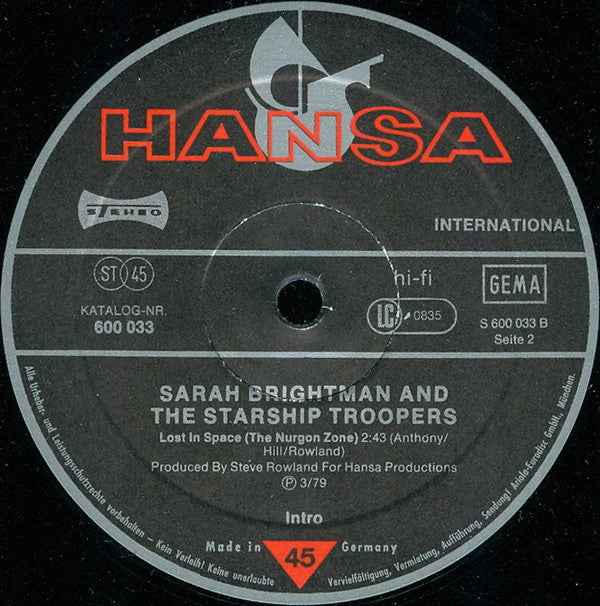 HANSA
STEREO
INTERNATIONAL
ST 45
hi-fi
GEMA
KATALOG-NR.
600 033
LC 0835
S 600 033 B
Seite 2
SARAH BRIGHTMAN AND
THE STARSHIP TROOPERS
Lost In Space (The Nurgon Zone) 2:43 (Anthony/
Hill/Rowland)
Produced By Steve Rowland For Hansa Productions
Ⓟ 3/79
Intro
Made in 45 Germany
Alle Urheber- und Leistungsschutzrechte vorbehalten - Kein Verleih! Keine unerlaubte Vervielfältigung, Vermietung, Aufführung, Sendung! Ariola-Eurodisc GmbH, München.